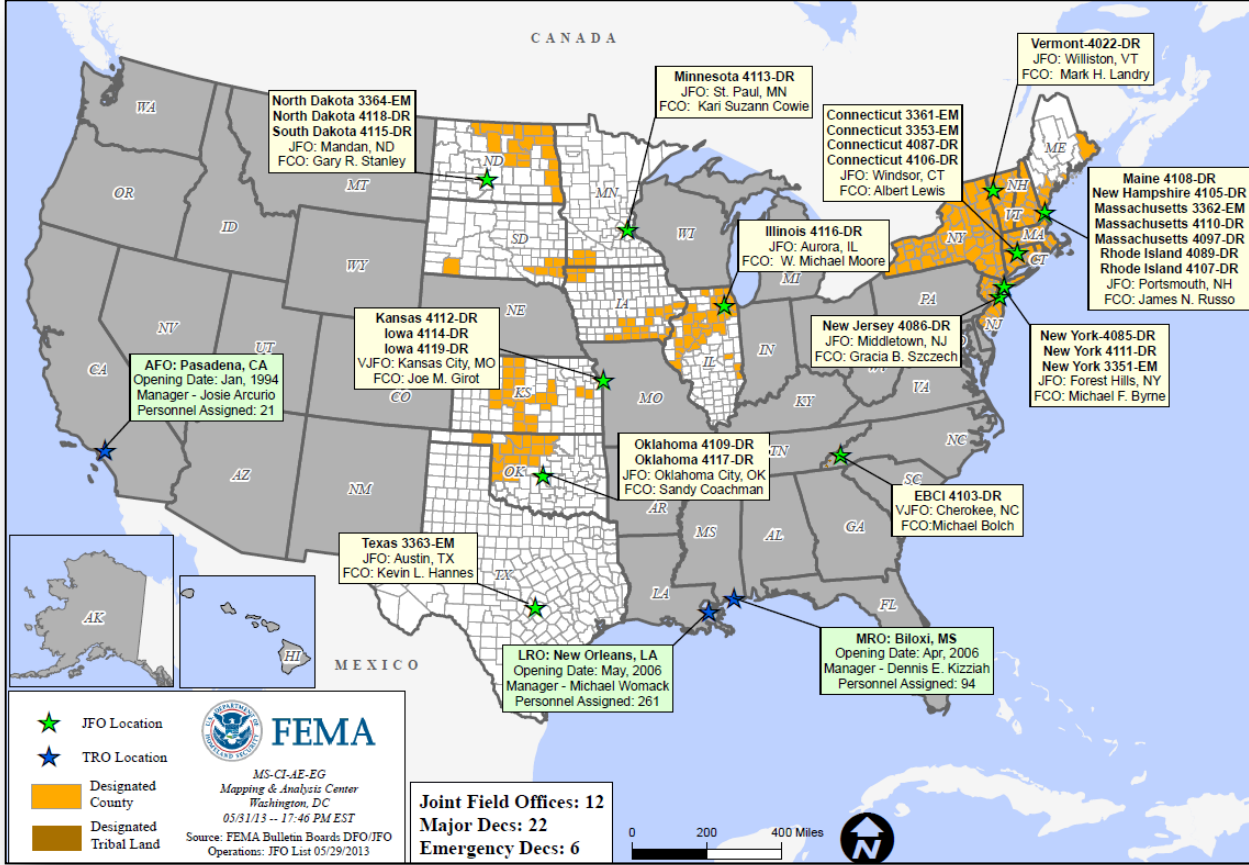 CANADA
Vermont-4022-DR
JFO: Williston, VT
FCO: Mark H. Landry
Minnesota 4113-DR
JFO: St. Paul, MN
FCO: Kari Suzann Cowie
North Dakota 3364-EM
North Dakota 4118-DR
South Dakota 4115-DR
JFO: Mandan, ND
FCO: Gary R. Stanley
Connecticut 3361-EM
Connecticut 3353-EM
Connecticut 4087-DR
Connecticut 4106-DR
JFO: Windsor, CT
FCO: Albert Lewis
Maine 4108-DR
New Hampshire 4105-DR
Massachusetts 3362-EM
Massachusetts 4110-DR
Massachusetts 4097-DR
Rhode Island 4089-DR
Rhode Island 4107-DR
JFO: Portsmouth, NH
FCO: James N. Russo
Illinois 4116-DR
JFO: Aurora, IL
FCO: W. Michael Moore
Kansas 4112-DR
Iowa 4114-DR
Iowa 4119-DR
VJFO: Kansas City, MO
FCO: Joe M. Girot
New Jersey 4086-DR
JFO: Middletown, NJ
FCO: Gracia B. Szczech
New York-4085-DR
New York 4111-DR
New York 3351-EM
JFO: Forest Hills, NY
FCO: Michael F. Byrne
AFO: Pasadena, CA
Opening Date: Jan, 1994
Manager - Josie Arcurio
Personnel Assigned: 21
Oklahoma 4109-DR
Oklahoma 4117-DR
JFO: Oklahoma City, OK
FCO: Sandy Coachman
EBCI 4103-DR
VJFO: Cherokee, NC
FCO:Michael Bolch
Texas 3363-EM
JFO: Austin, TX
FCO: Kevin L. Hannes
LRO: New Orleans, LA
Opening Date: May, 2006
Manager - Michael Womack
Personnel Assigned: 261
MRO: Biloxi, MS
Opening Date: Apr, 2006
Manager - Dennis E. Kizziah
Personnel Assigned: 94
WA
OR
ID
MT
WY
NV
UT
CA
CO
AZ
NM
ND
SD
NE
KS
OK
TX
MN
IA
MO
AR
LA
WI
IL
MI
IN
KY
TN
MS
AL
GA
FL
SC
NC
VA
PA
NJ
NY
CT
MA
VT
NH
ME
AK
HI
MEXICO
JFO Location
TRO Location
Designated
County
Designated
Tribal Land
FEMA
MS-CI-AE-EG
Mapping & Analysis Center
Washington, DC
05/31/13 -- 17:46 PM EST
Source: FEMA Bulletin Boards DFO/JFO
Operations: JFO List 05/29/2013
Joint Field Offices: 12
Major Decs: 22
Emergency Decs: 6
0 200 400 Miles
N